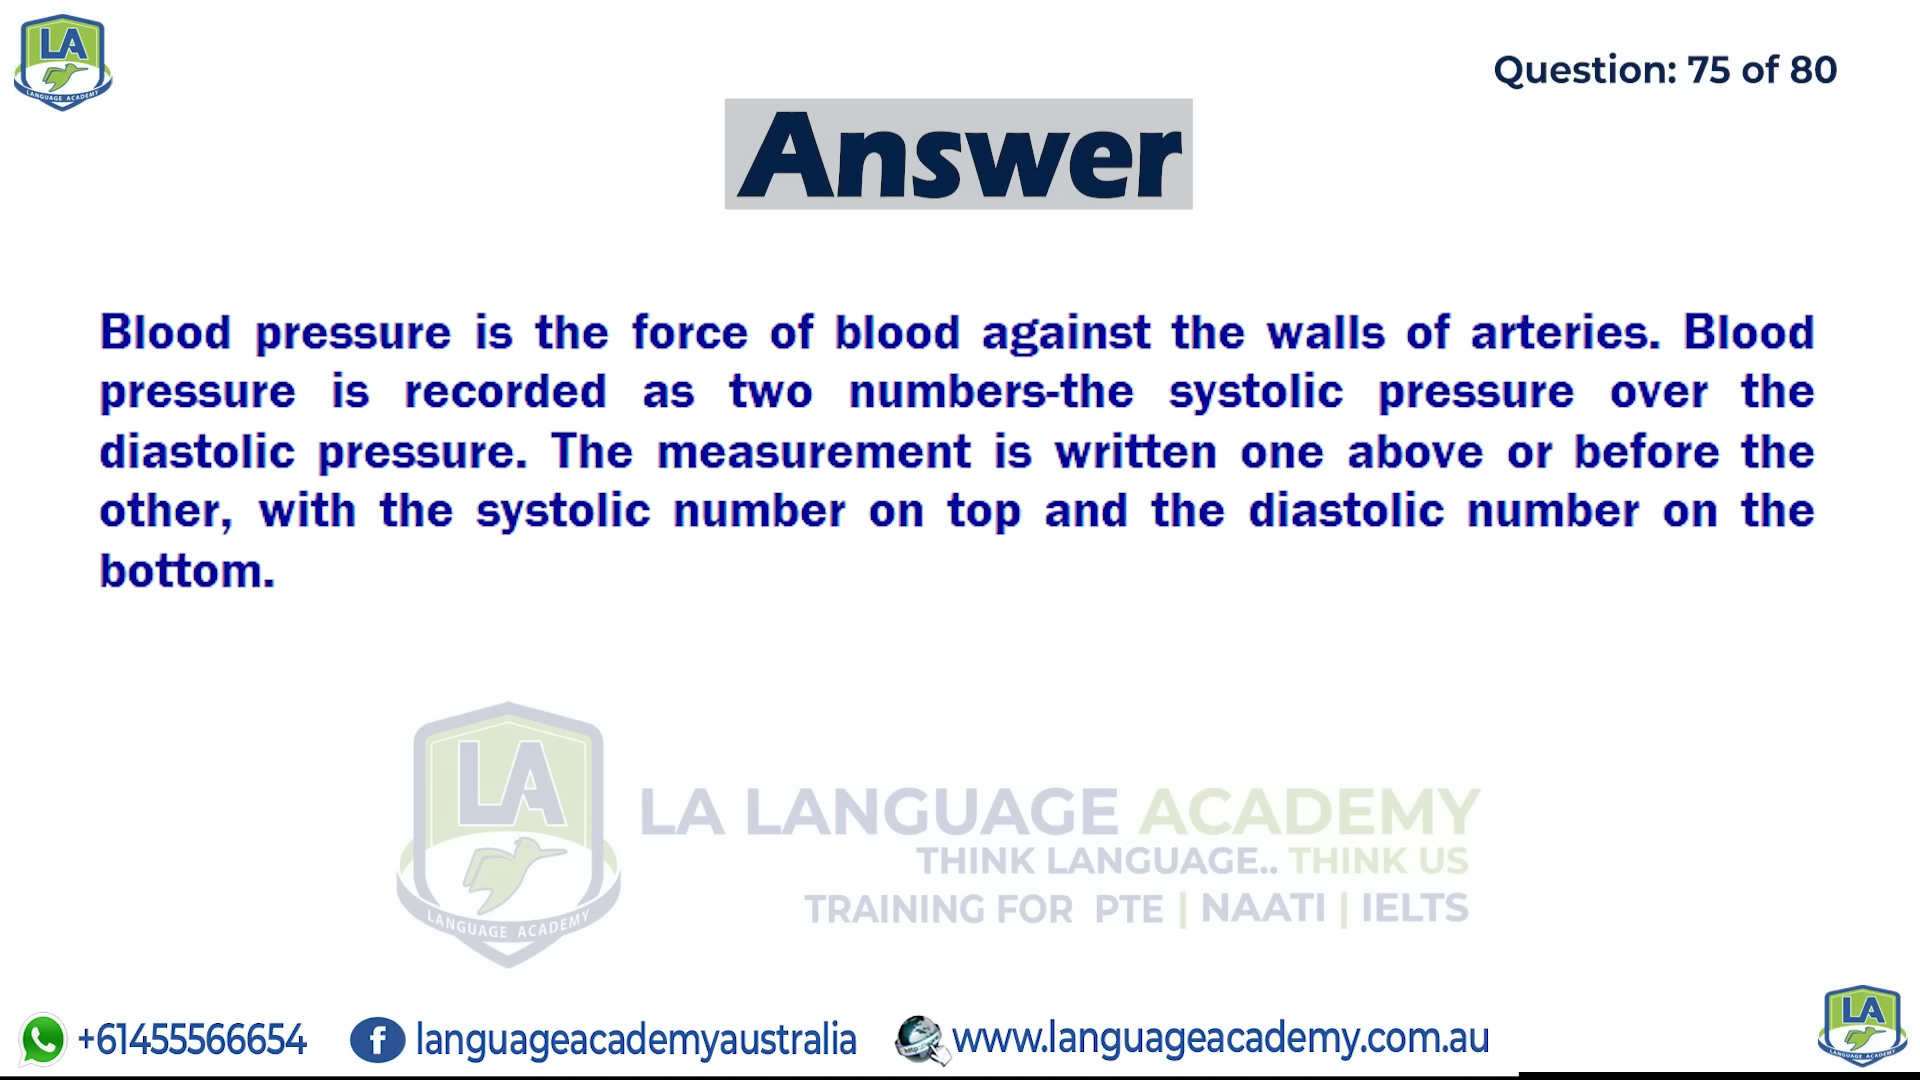 LA
LANGUAGE ACADEMY
Question: 75 of 80
Answer
Blood pressure is the force of blood against the walls of arteries. Blood
pressure is recorded as two numbers-the systolic pressure over the
diastolic pressure. The measurement is written one above or before the
other, with the systolic number on top and the diastolic number on the
bottom.
LA
LANGUAGE ACADEMY
LA LANGUAGE ACADEMY
THINK LANGUAGE.. THINK US
TRAINING FOR PTE | NAATI | IELTS
+61455566654
languageacademyaustralia
www.languageacademy.com.au
LA
LANGUAGE ACADEMY